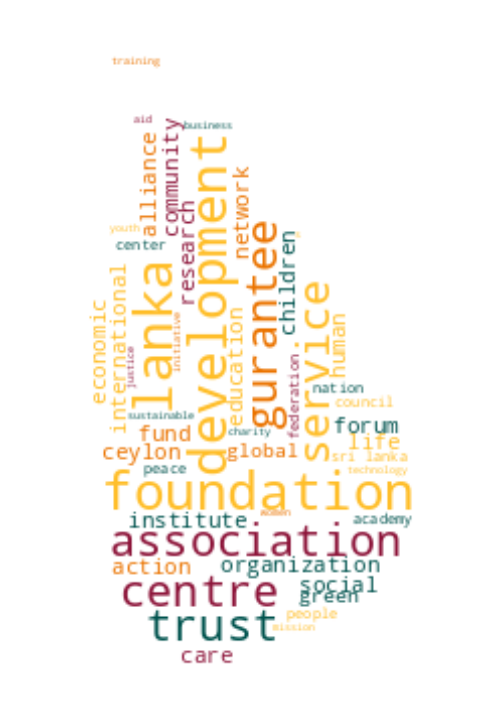 training
aid
business
community
alliance
development
network
research
youth
center
gurantee
children
lanka
international
economic
service
education
initiative
human
justice
federation
nation
council
sustainable
forum
fund
charity
life
ceylon
global
sri lanka
peace
technology
foundation
women
institute
academy
association
action
organization
centre
social
green
trust
people
mission
care